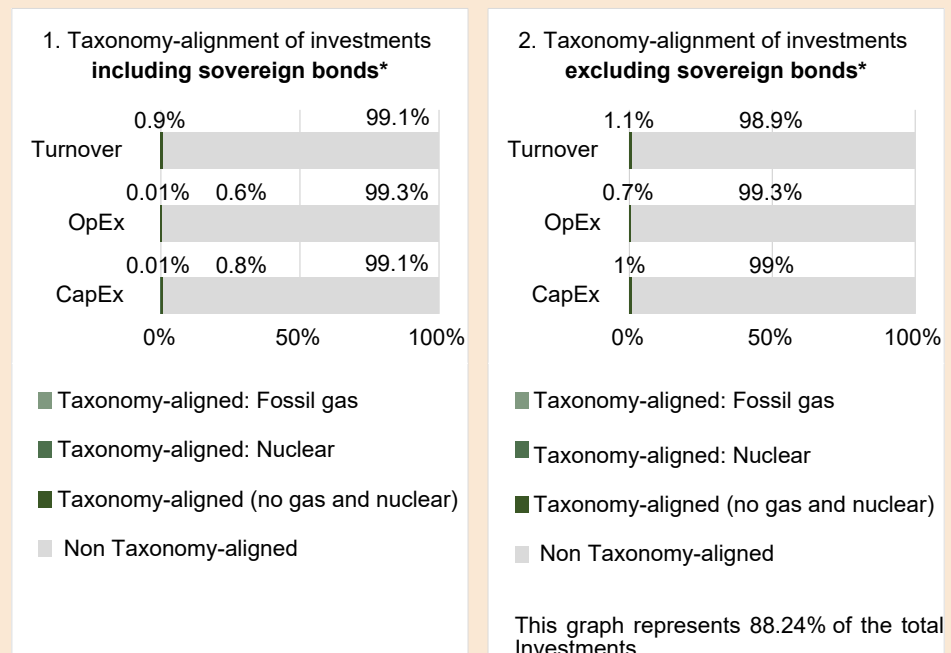 1. Taxonomy-alignment of investments
including sovereign bonds*
0.9% 99.1%
Turnover
0.01% 0.6% 99.3%
OpEx
0.01% 0.8% 99.1%
CapEx
0% 50% 100%
Taxonomy-aligned: Fossil gas
Taxonomy-aligned: Nuclear
Taxonomy-aligned (no gas and nuclear)
Non Taxonomy-aligned
2. Taxonomy-alignment of investments
excluding sovereign bonds*
1.1% 98.9%
Turnover
0.7% 99.3%
OpEx
1% 99%
CapEx
0% 50% 100%
Taxonomy-aligned: Fossil gas
Taxonomy-aligned: Nuclear
Taxonomy-aligned (no gas and nuclear)
Non Taxonomy-aligned
This graph represents 88.24% of the total
Investments